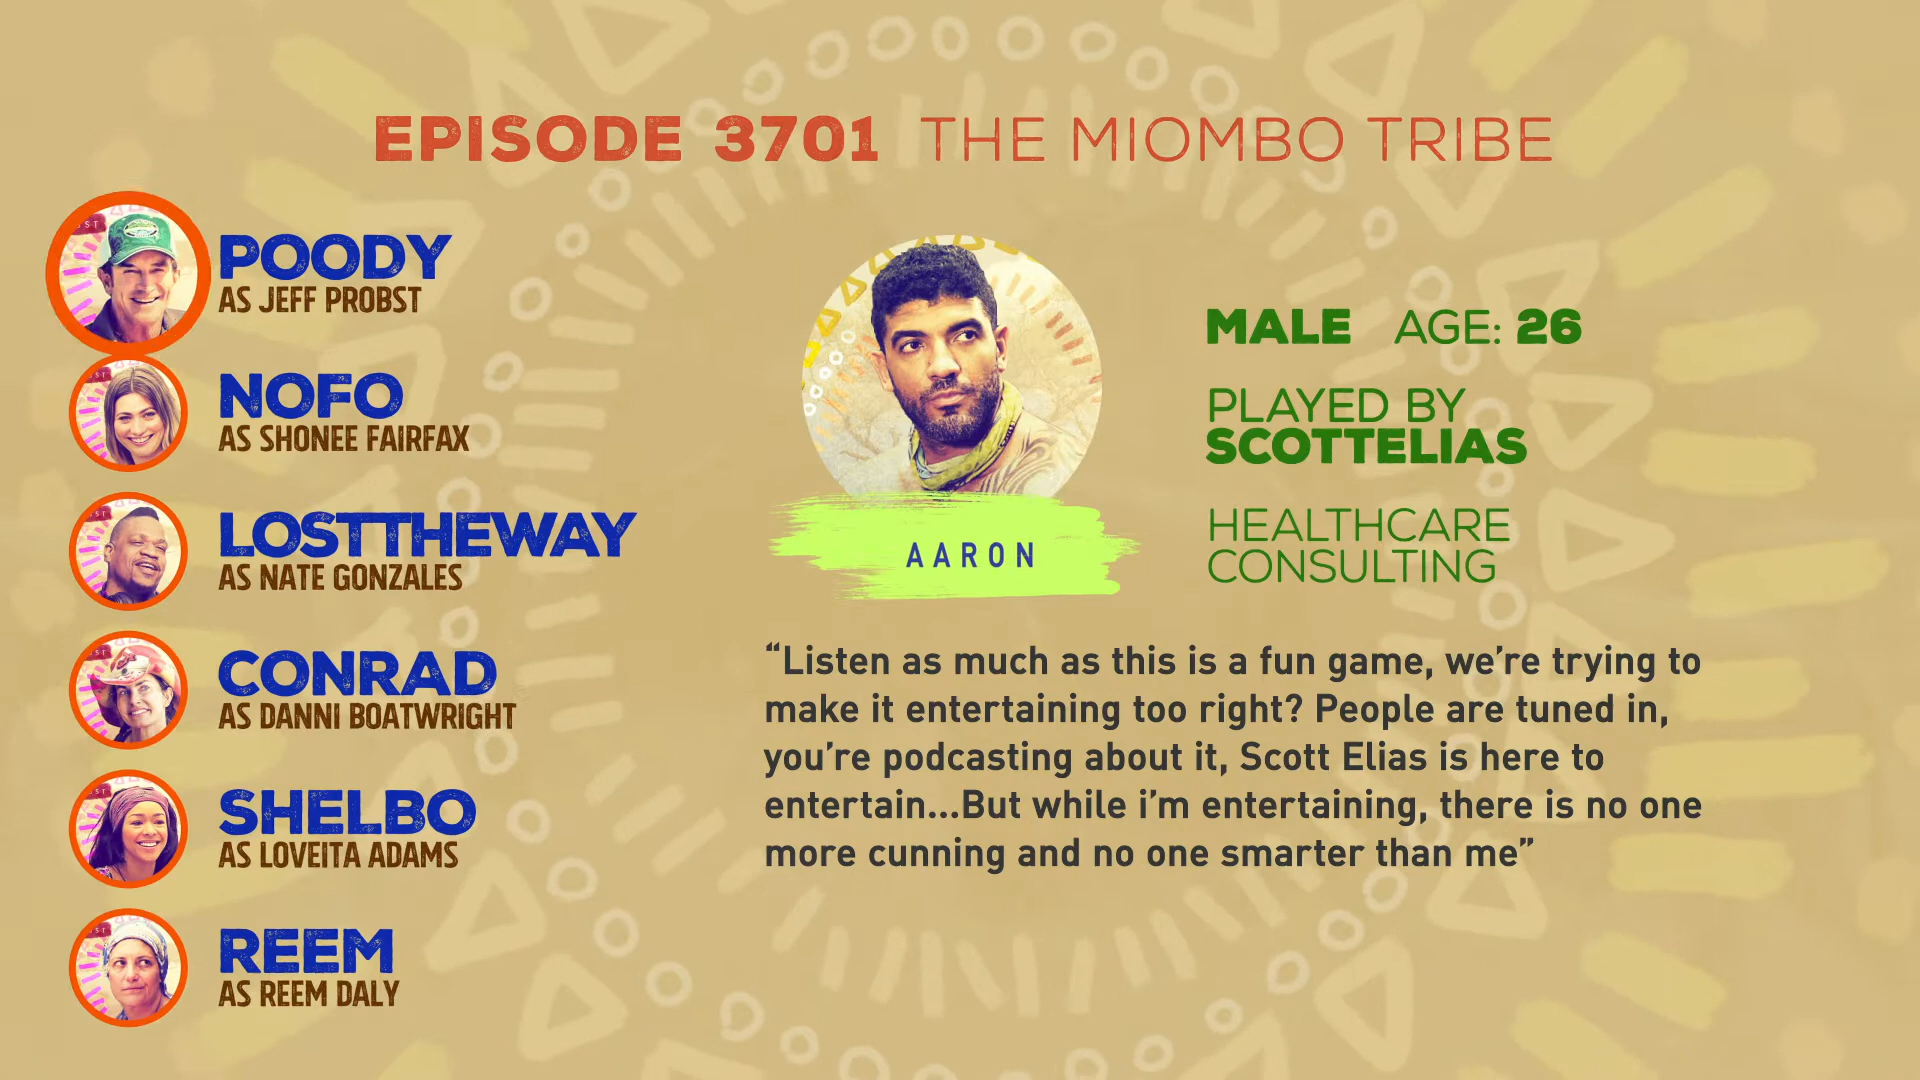 EPISODE 3701 THE MIOMBO TRIBE
POODY
AS JEFF PROBST
NOFO
AS SHONEE FAIRFAX
LOSTTHEWAY
AS NATE GONZALES
CONRAD
AS DANNI BOATWRIGHT
SHELBO
AS LOVEITA ADAMS
REEM
AS REEM DALY
AARON
MALE AGE: 26
PLAYED BY
SCOTTELIAS
HEALTHCARE
CONSULTING
“Listen as much as this is a fun game, we’re trying to
make it entertaining too right? People are tuned in,
you’re podcasting about it, Scott Elias is here to
entertain...But while i’m entertaining, there is no one
more cunning and no one smarter than me”